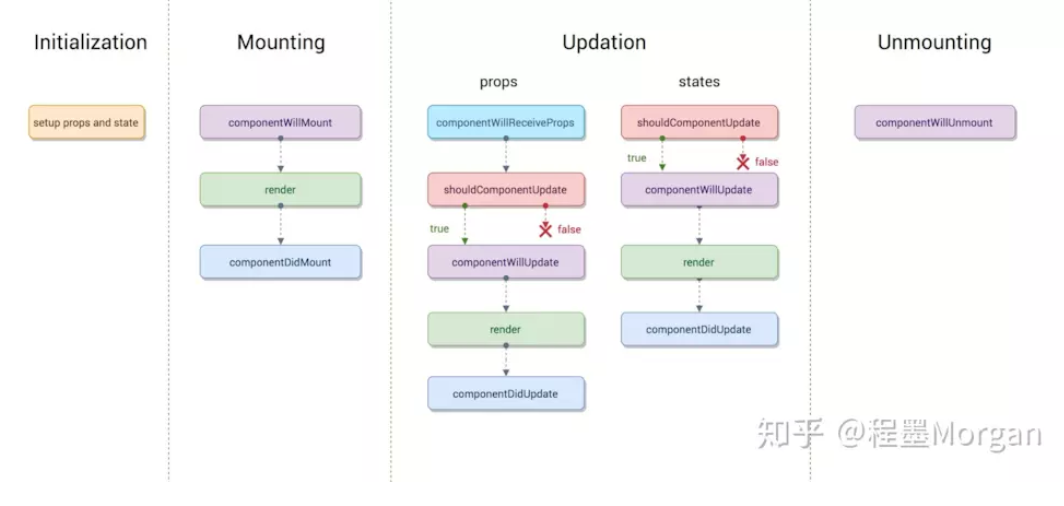 Initialization
Mounting
Updation
Unmounting
props
states
setup props and state
componentWillMount
render
componentDidMount
componentWillReceiveProps
shouldComponentUpdate
true
false
componentWillUpdate
render
componentDidUpdate
shouldComponentUpdate
true
false
componentWillUpdate
render
componentDidUpdate
componentWillUnmount
知乎 @程墨Morgan